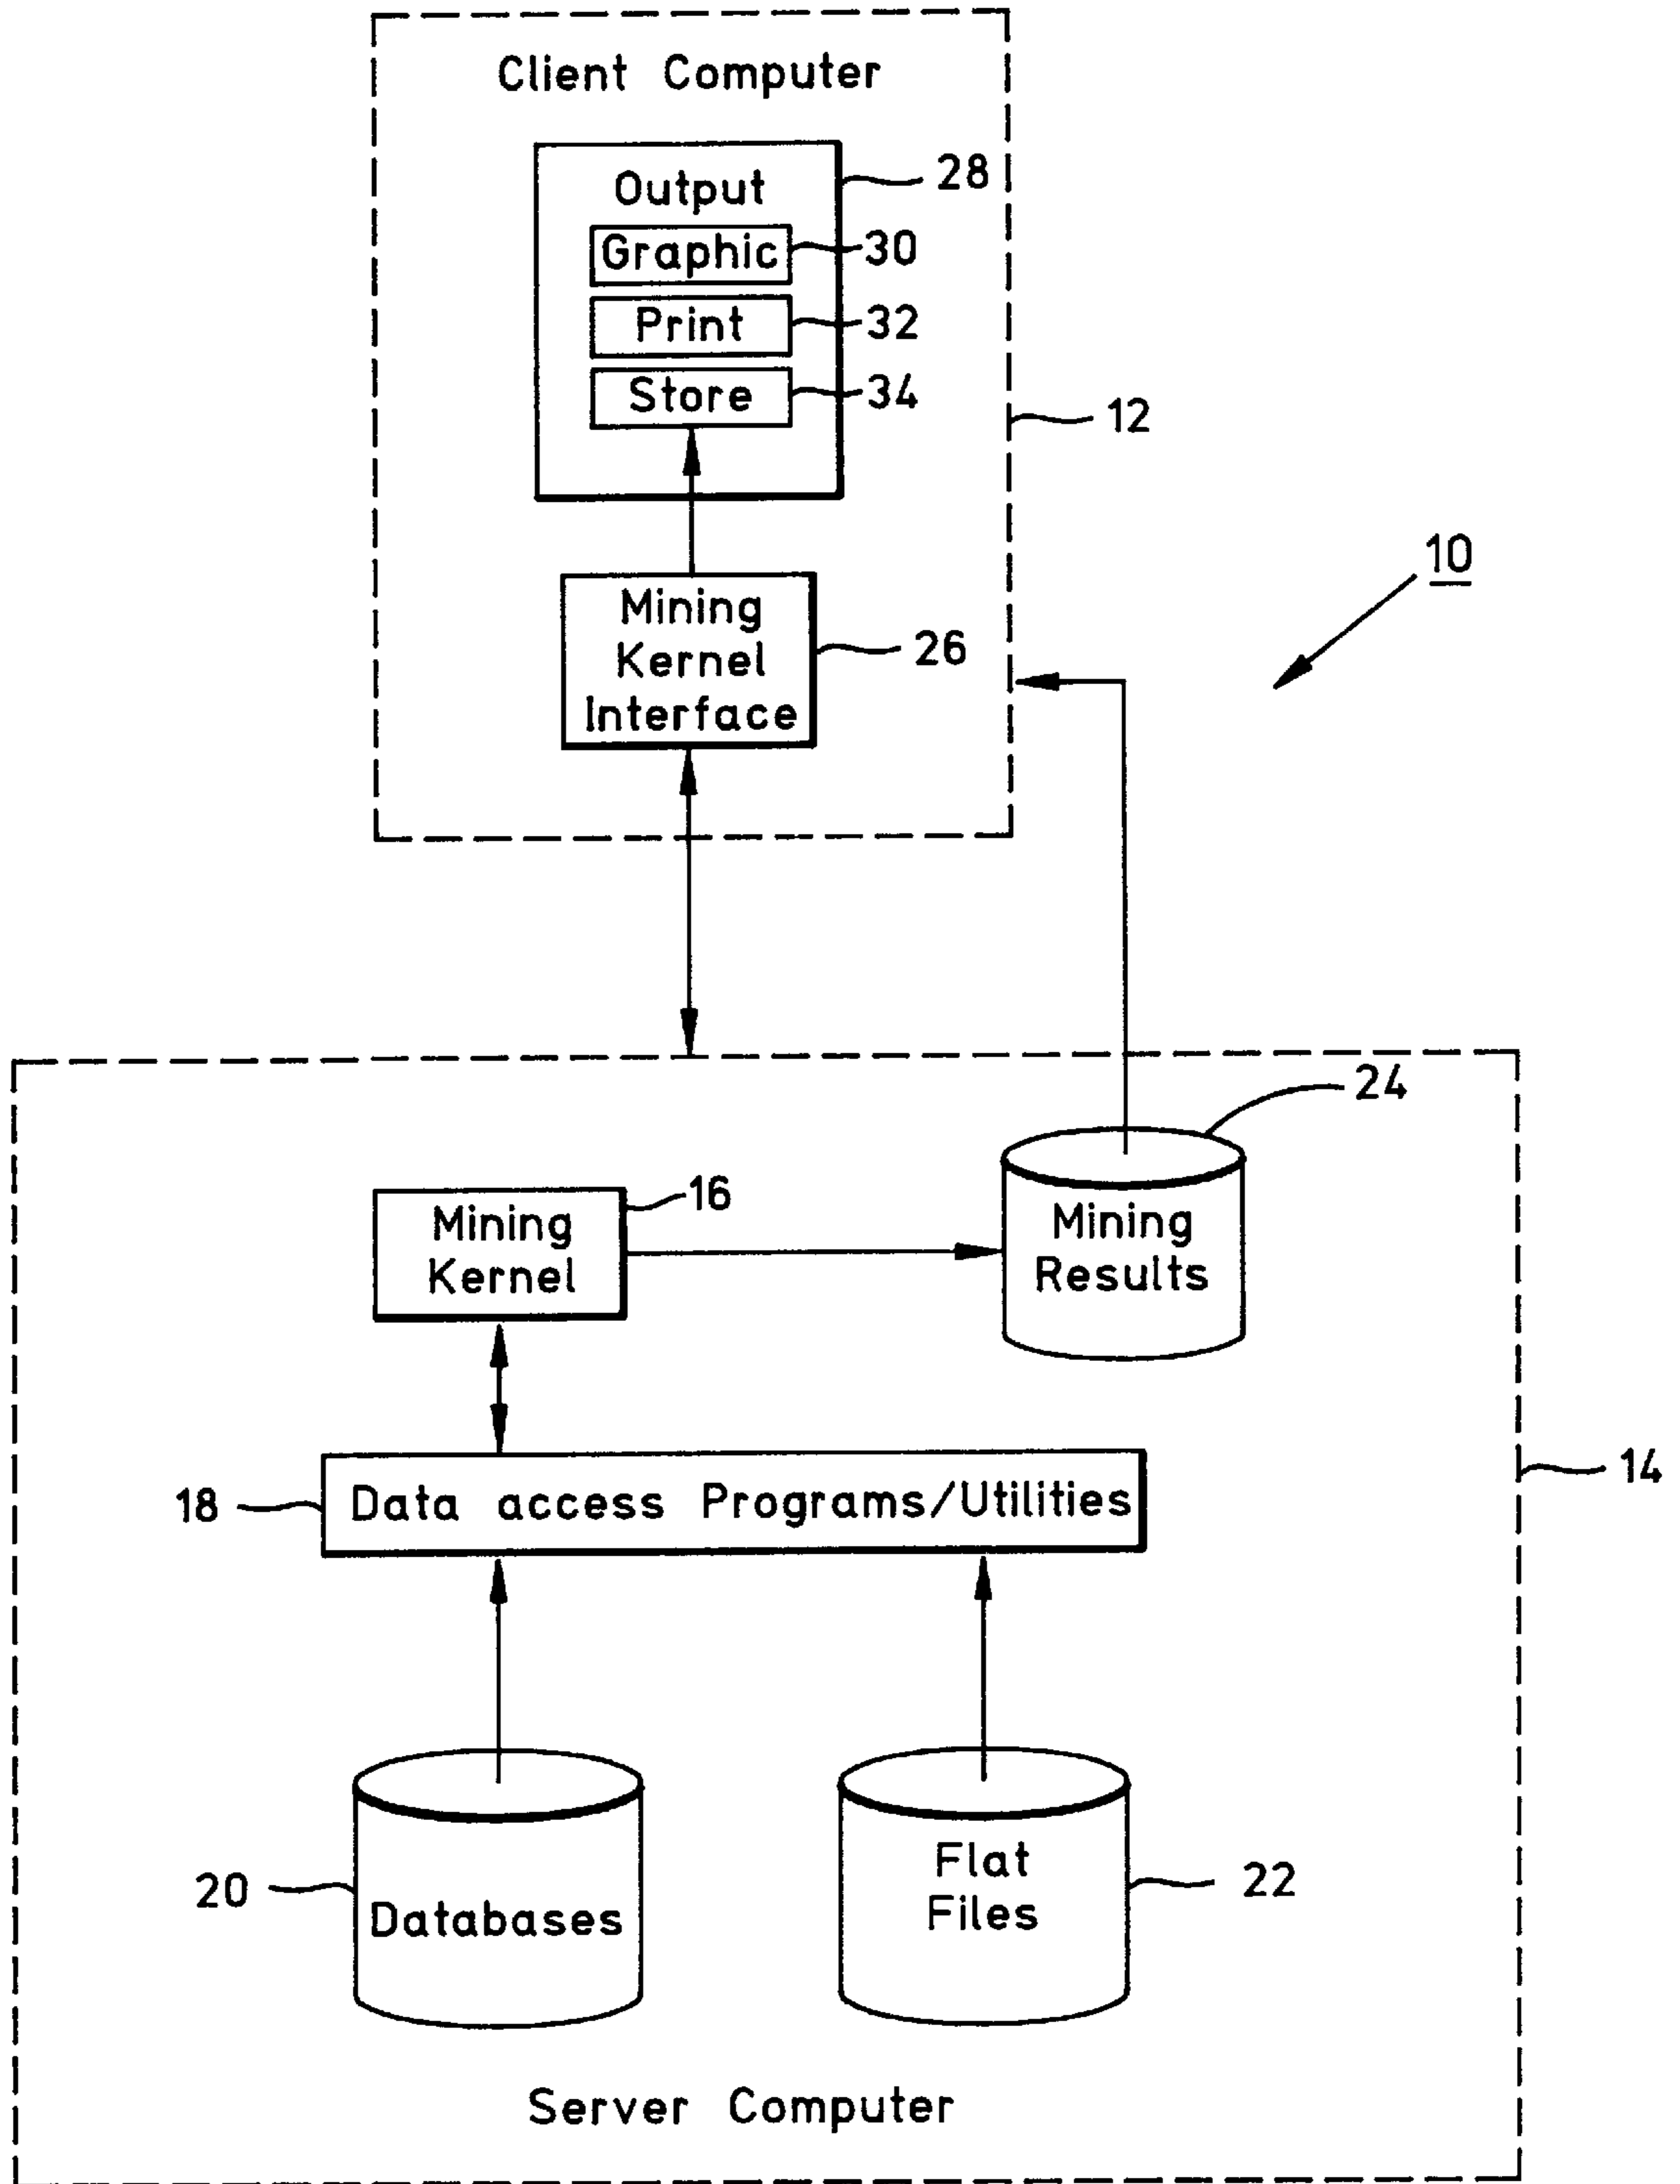 Client Computer
Output
28
Graphic
30
Print
32
Store
34
12
10
Mining
Kernel
Interface
26
24
16
Mining
Kernel
Mining
Results
14
18
Data access Programs/Utilities
20
Databases
Flat
Files
22
Server Computer